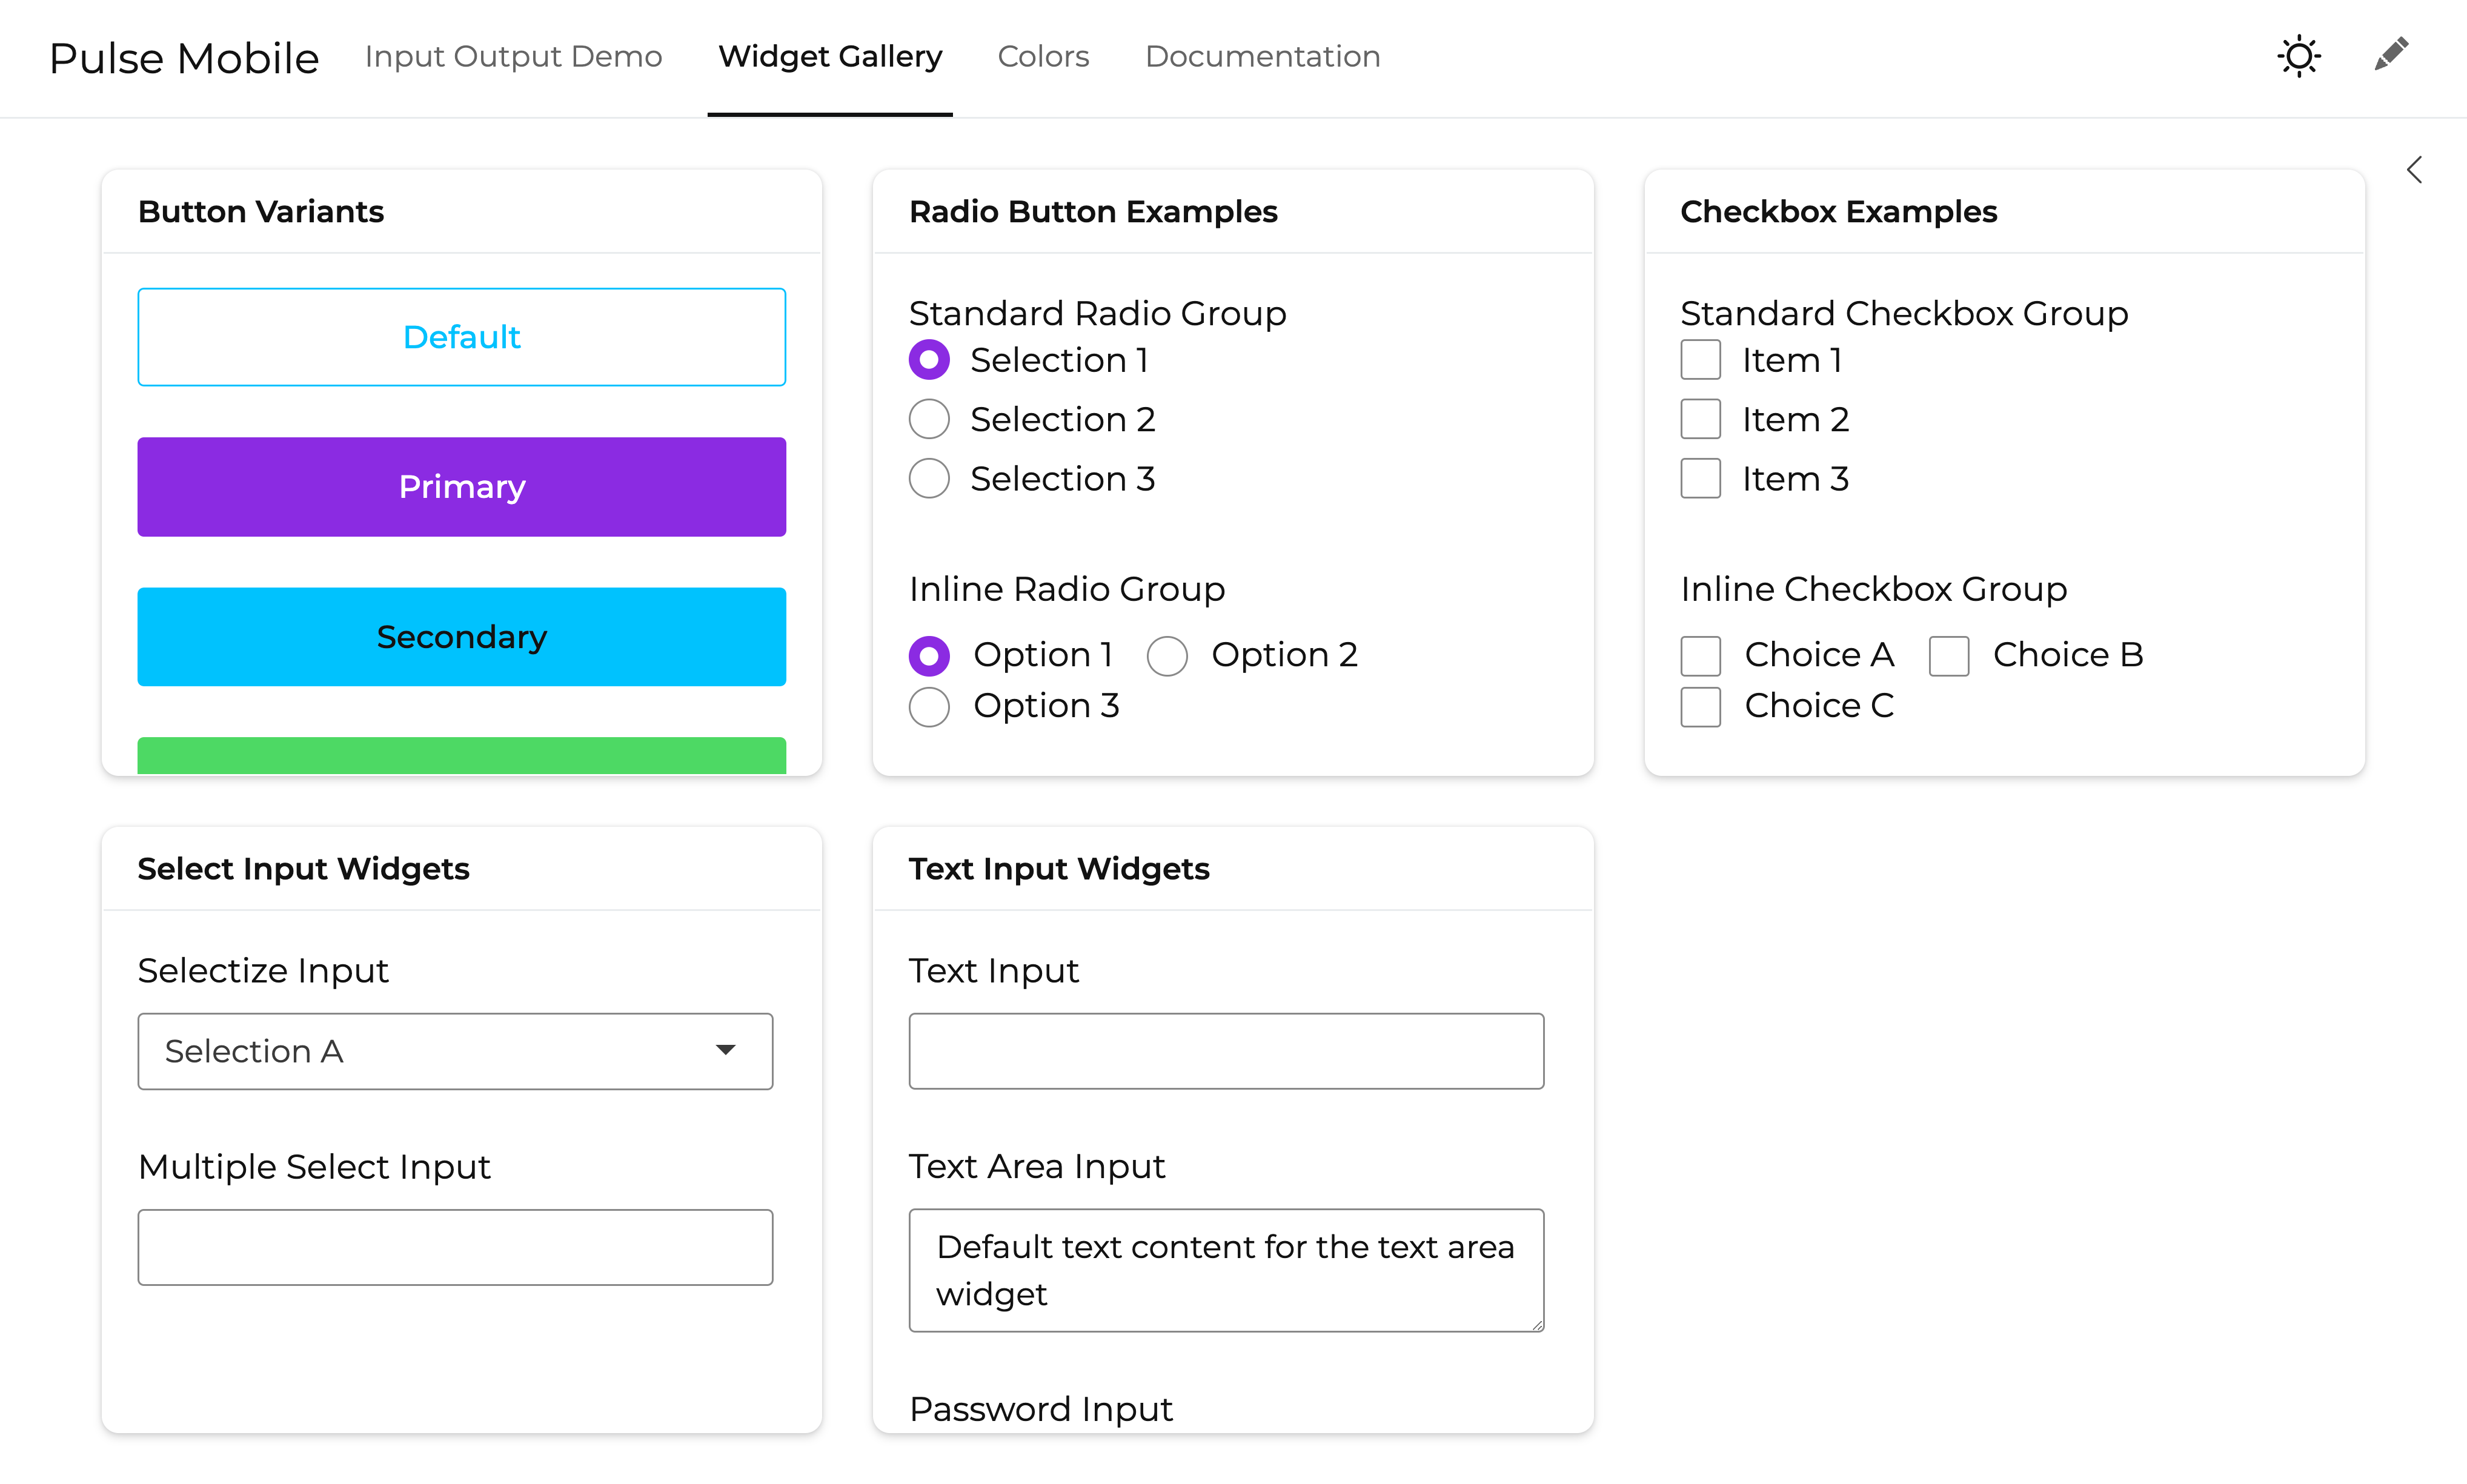 Pulse Mobile
Input Output Demo
Widget Gallery
Colors
Documentation
Button Variants
Default
Primary
Secondary
Radio Button Examples
Standard Radio Group
Selection 1
Selection 2
Selection 3
Inline Radio Group
Option 1
Option 2
Option 3
Checkbox Examples
Standard Checkbox Group
Item 1
Item 2
Item 3
Inline Checkbox Group
Choice A
Choice B
Choice C
Select Input Widgets
Selectize Input
Selection A
Multiple Select Input
Text Input Widgets
Text Input
Text Area Input
Default text content for the text area
widget
Password Input